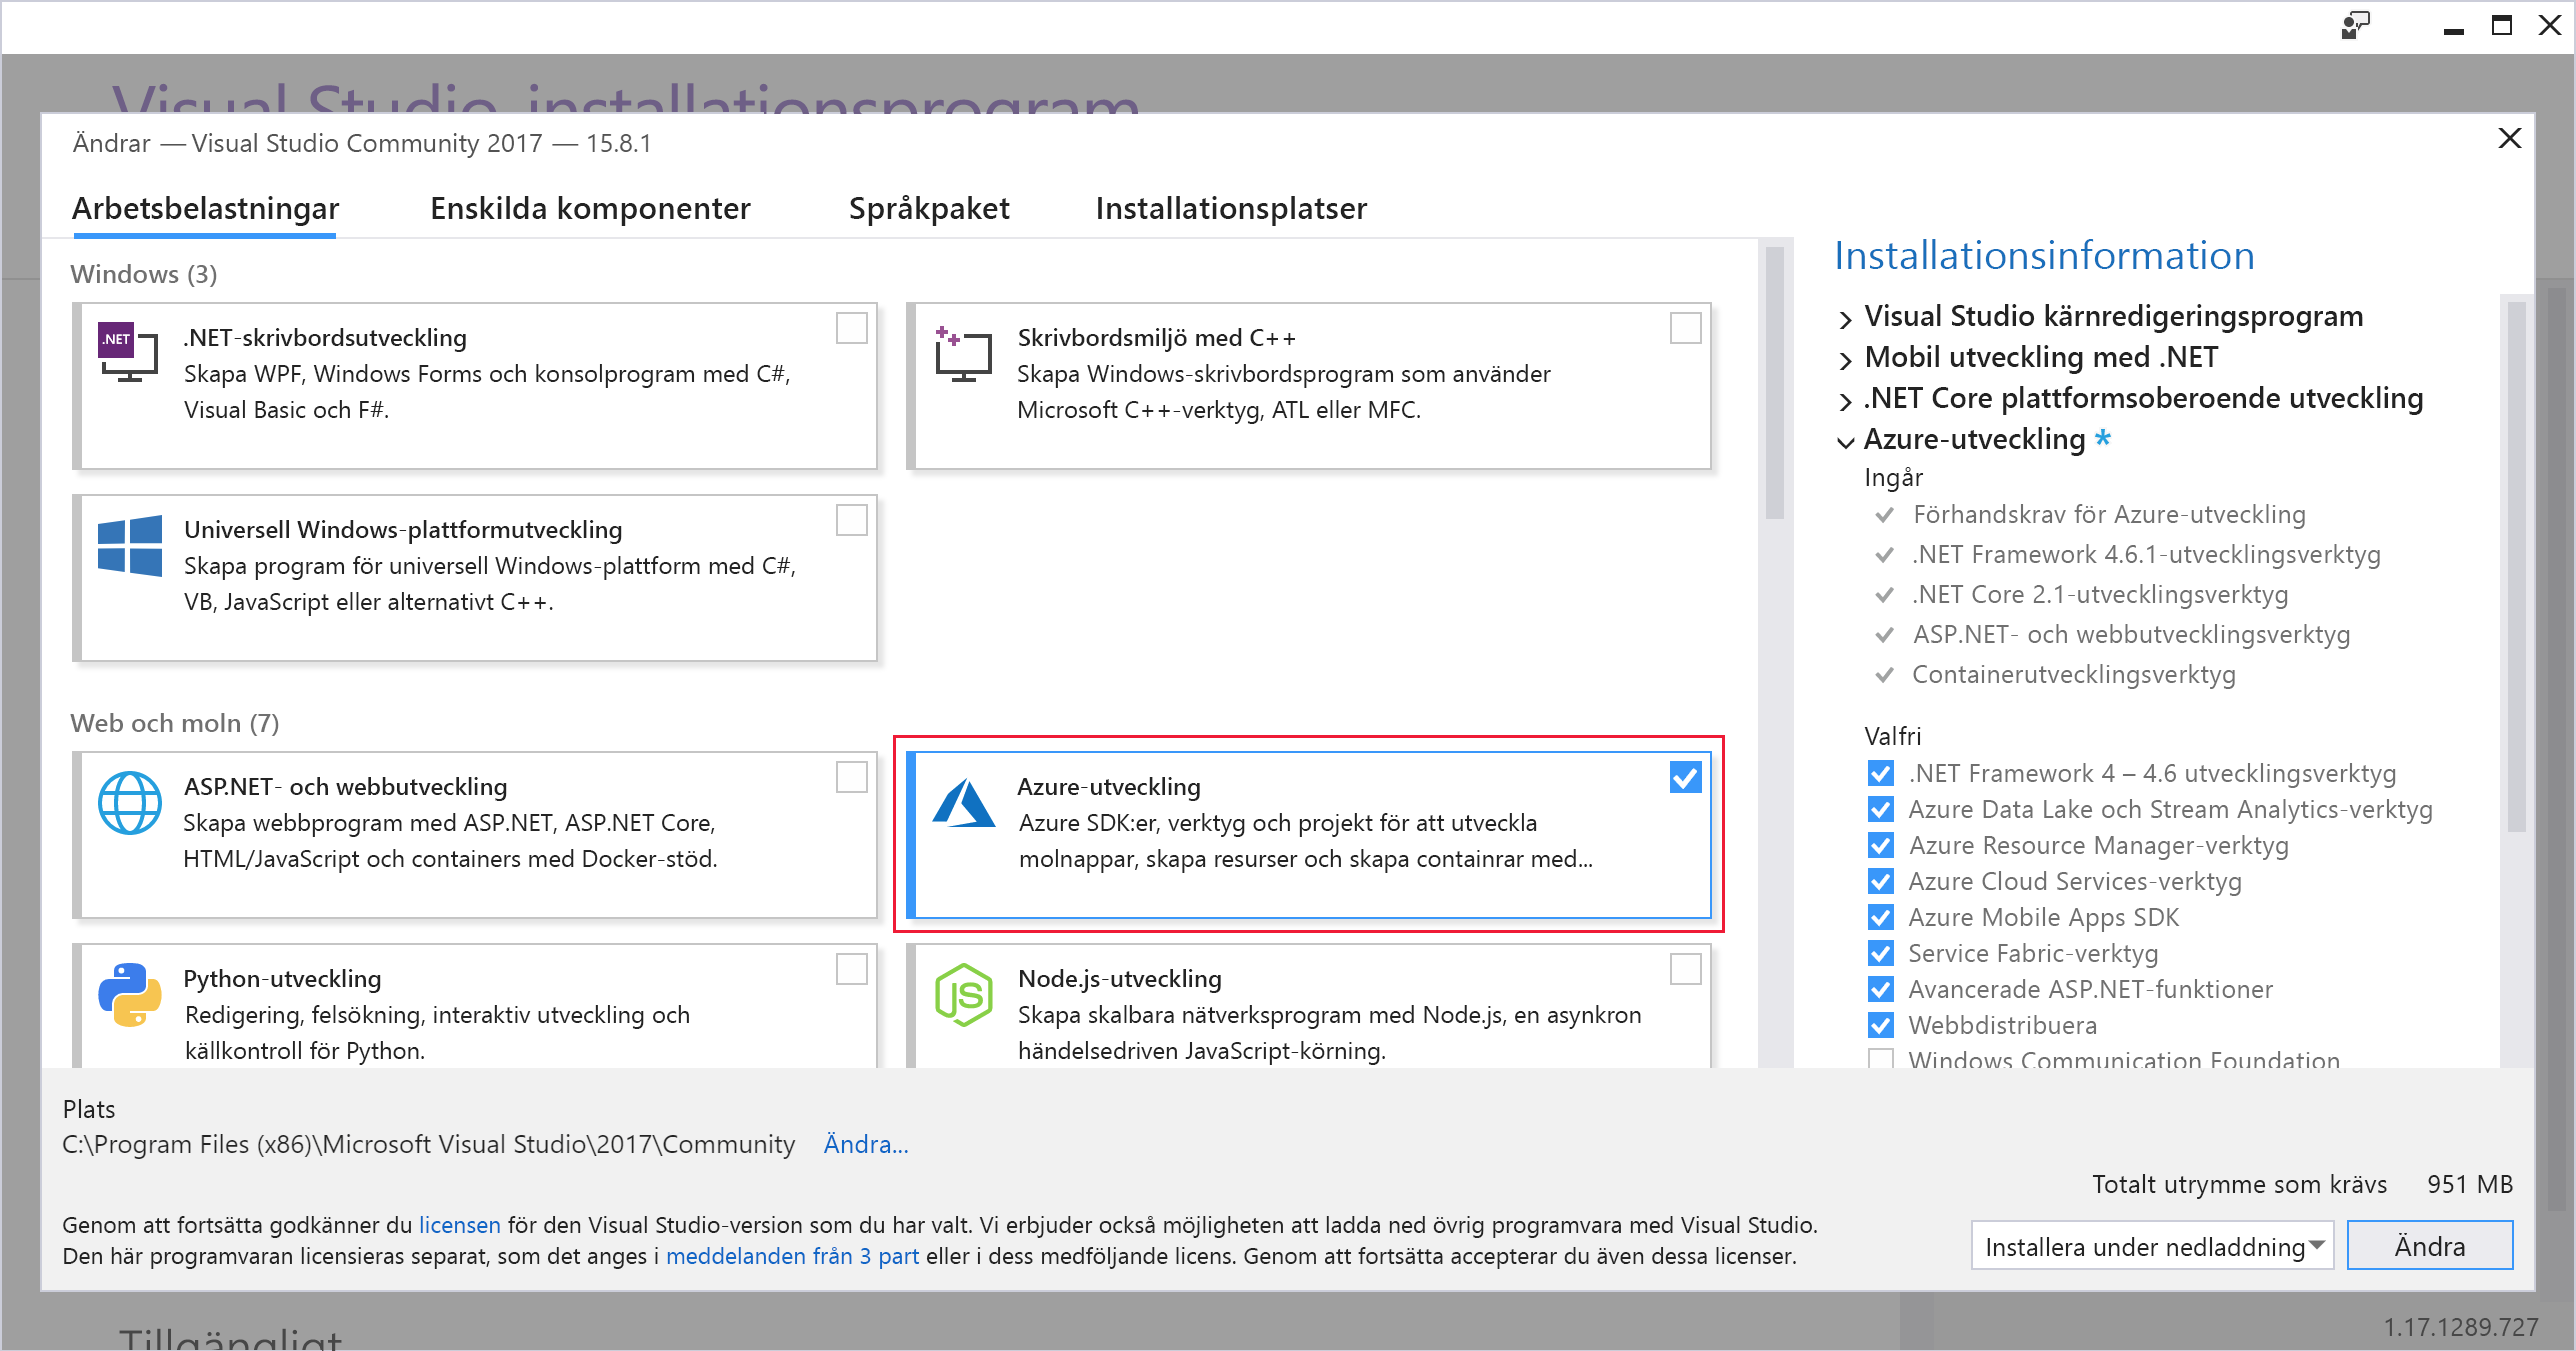 Visual Studio-installationsprogram
Ändrar — Visual Studio Community 2017 — 15.8.1
Arbetsbelastningar
Enskilda komponenter
Språkpaket
Installationsplatser
Windows (3)
.NET
.NET-skrivbordsutveckling
Skapa WPF, Windows Forms och konsolprogram med C#,
Visual Basic och F#.
Skrivbordsmiljö med C++
Skapa Windows-skrivbordsprogram som använder
Microsoft C++-verktyg, ATL eller MFC.
Universell Windows-plattformutveckling
Skapa program för universell Windows-plattform med C#,
VB, JavaScript eller alternativt C++.
Web och moln (7)
ASP.NET- och webbutveckling
Skapa webbprogram med ASP.NET, ASP.NET Core,
HTML/JavaScript och containers med Docker-stöd.
Azure-utveckling
Azure SDK:er, verktyg och projekt för att utveckla
molnappar, skapa resurser och skapa containrar med...
Python-utveckling
Redigering, felsökning, interaktiv utveckling och
källkontroll för Python.
JS
Node.js-utveckling
Skapa skalbara nätverksprogram med Node.js, en asynkron
händelsedriven JavaScript-körning.
Installationsinformation
Visual Studio kärnredigeringsprogram
Mobil utveckling med .NET
.NET Core plattformsoberoende utveckling
Azure-utveckling *
Ingår
Förhandskrav för Azure-utveckling
.NET Framework 4.6.1-utvecklingsverktyg
.NET Core 2.1-utvecklingsverktyg
ASP.NET- och webbutvecklingsverktyg
Containerutvecklingsverktyg
Valfri
.NET Framework 4 – 4.6 utvecklingsverktyg
Azure Data Lake och Stream Analytics-verktyg
Azure Resource Manager-verktyg
Azure Cloud Services-verktyg
Azure Mobile Apps SDK
Service Fabric-verktyg
Avancerade ASP.NET-funktioner
Webbdistribuera
Windows Communication Foundation
Plats
C:\Program Files (x86)\Microsoft Visual Studio\2017\Community Ändra...
Totalt utrymme som krävs 951 MB
Genom att fortsätta godkänner du licensen för den Visual Studio-version som du har valt. Vi erbjuder också möjligheten att ladda ned övrig programvara med Visual Studio.
Den här programvaran licensieras separat, som det anges i meddelanden från 3 part eller i dess medföljande licens. Genom att fortsätta accepterar du även dessa licenser.
Installera under nedladdning
Ändra
Tillgängligt
1.17.1289.727